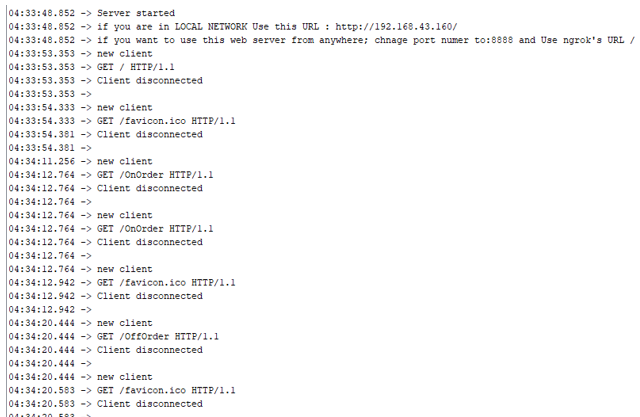 04:33:48.852 -> Server started
04:33:48.852 -> if you are in LOCAL NETWORK Use this URL : http://192.168.43.160/
04:33:48.852 -> if you want to use this web server from anywhere; chnage port numer to:8888 and Use ngrok's URL /
04:33:53.353 -> new client
04:33:53.353 -> GET / HTTP/1.1
04:33:53.353 -> Client disconnected
04:33:53.353 ->
04:33:54.333 -> new client
04:33:54.333 -> GET /favicon.ico HTTP/1.1
04:33:54.381 -> Client disconnected
04:33:54.381 ->
04:34:11.256 -> new client
04:34:12.764 -> GET /OnOrder HTTP/1.1
04:34:12.764 -> Client disconnected
04:34:12.764 ->
04:34:12.764 -> new client
04:34:12.764 -> GET /OnOrder HTTP/1.1
04:34:12.764 -> Client disconnected
04:34:12.764 ->
04:34:12.764 -> new client
04:34:12.942 -> GET /favicon.ico HTTP/1.1
04:34:12.942 -> Client disconnected
04:34:12.942 ->
04:34:20.444 -> new client
04:34:20.444 -> GET /OffOrder HTTP/1.1
04:34:20.444 -> Client disconnected
04:34:20.444 ->
04:34:20.444 -> new client
04:34:20.583 -> GET /favicon.ico HTTP/1.1
04:34:20.583 -> Client disconnected
04:34:20.583 ->